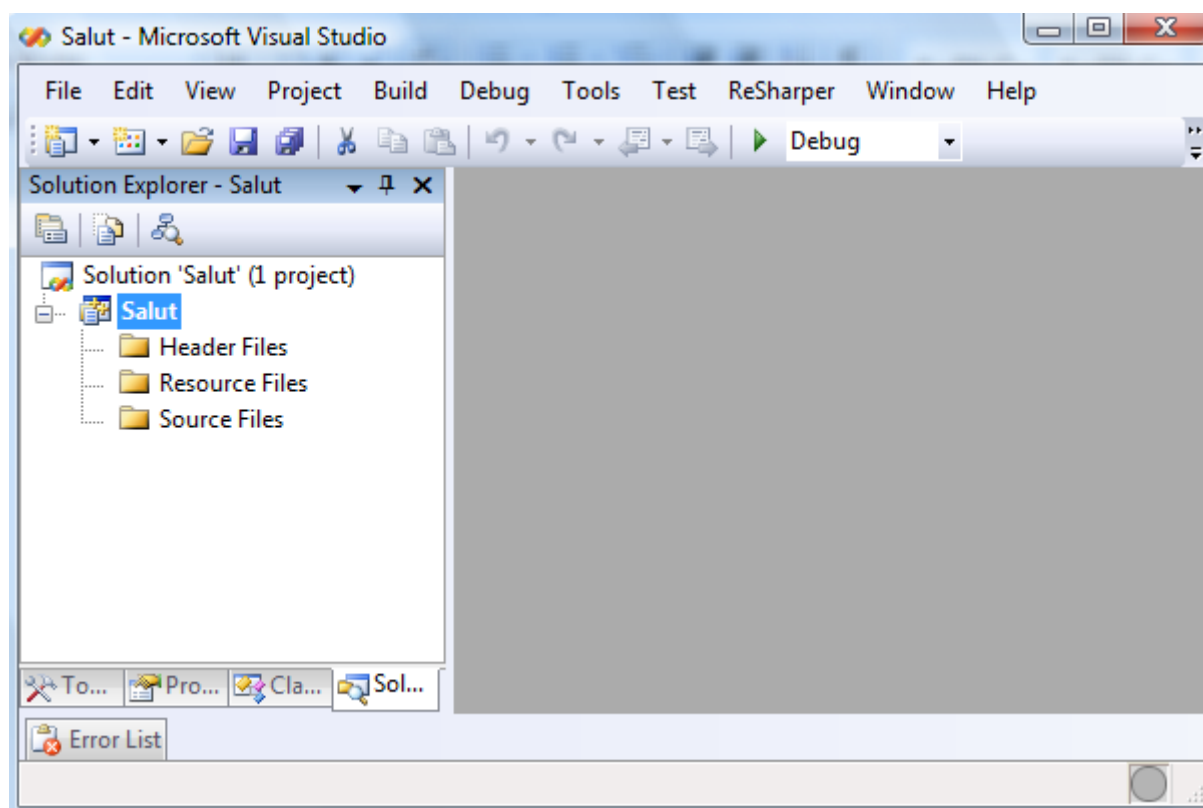 Salut - Microsoft Visual Studio
File Edit View Project Build Debug Tools Test ReSharper Window Help
Debug
Solution Explorer - Salut
Solution 'Salut' (1 project)
Salut
Header Files
Resource Files
Source Files
To... Pro... Cla... Sol...
Error List